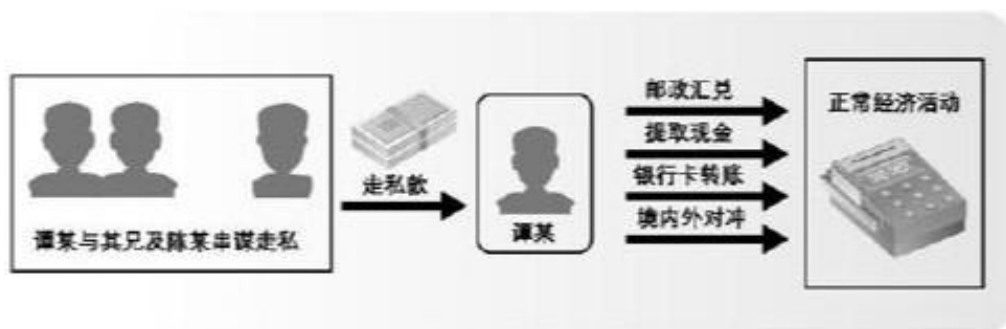 谭某与其兄及陈某串谋走私
走私款
谭某
邮政汇兑
提取现金
银行卡转账
境内外对冲
正常经济活动